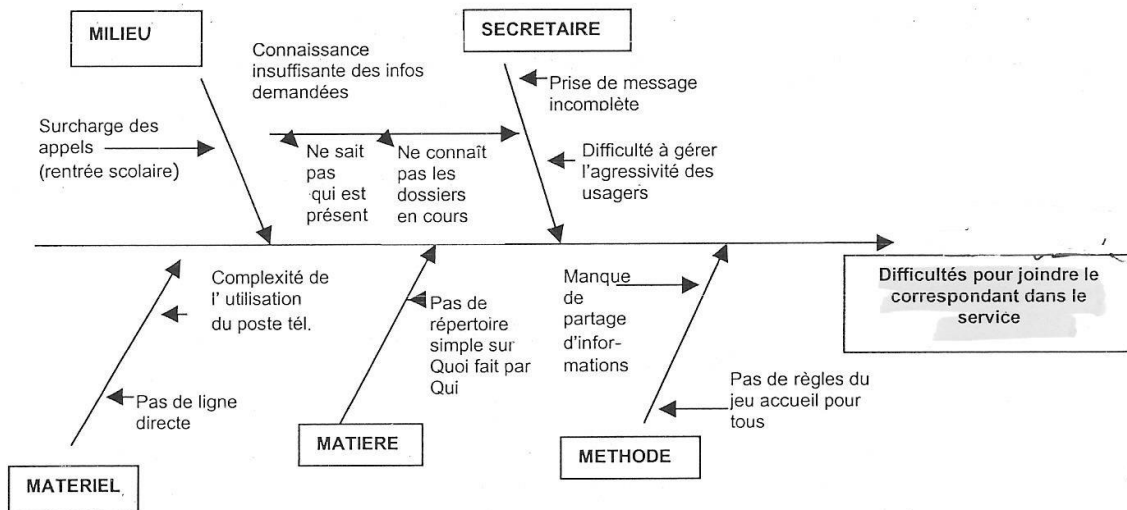 MILIEU
SECRETAIRE
Connaissance
insuffisante des infos
demandées
Prise de message
incomplète
Surcharge des
appels
(rentrée scolaire)
Ne sait
pas
qui est
présent
Ne connaît
pas les
dossiers
en cours
Difficulté à gérer
l'agressivité des
usagers
Complexité de
l' utilisation
du poste tél.
Pas de ligne
directe
Pas de
répertoire
simple sur
Quoi fait par
Qui
Manque
de
partage
d'infor-
mations
Pas de règles du
jeu accueil pour
tous
Difficultés pour joindre le
correspondant dans le
service
MATERIEL
MATIERE
METHODE